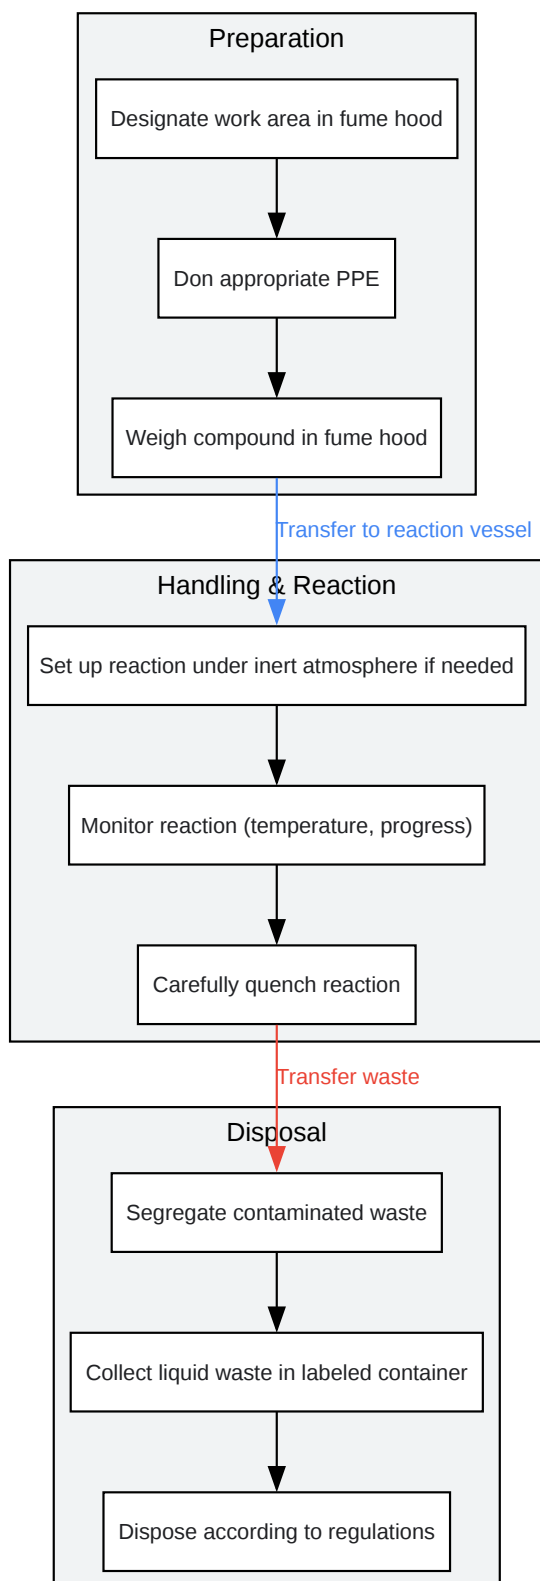 Preparation
Designate work area in fume hood
Don appropriate PPE
Weigh compound in fume hood
Transfer to reaction vessel
Handling & Reaction
Set up reaction under inert atmosphere if needed
Monitor reaction (temperature, progress)
Carefully quench reaction
Transfer waste
Disposal
Segregate contaminated waste
Collect liquid waste in labeled container
Dispose according to regulations